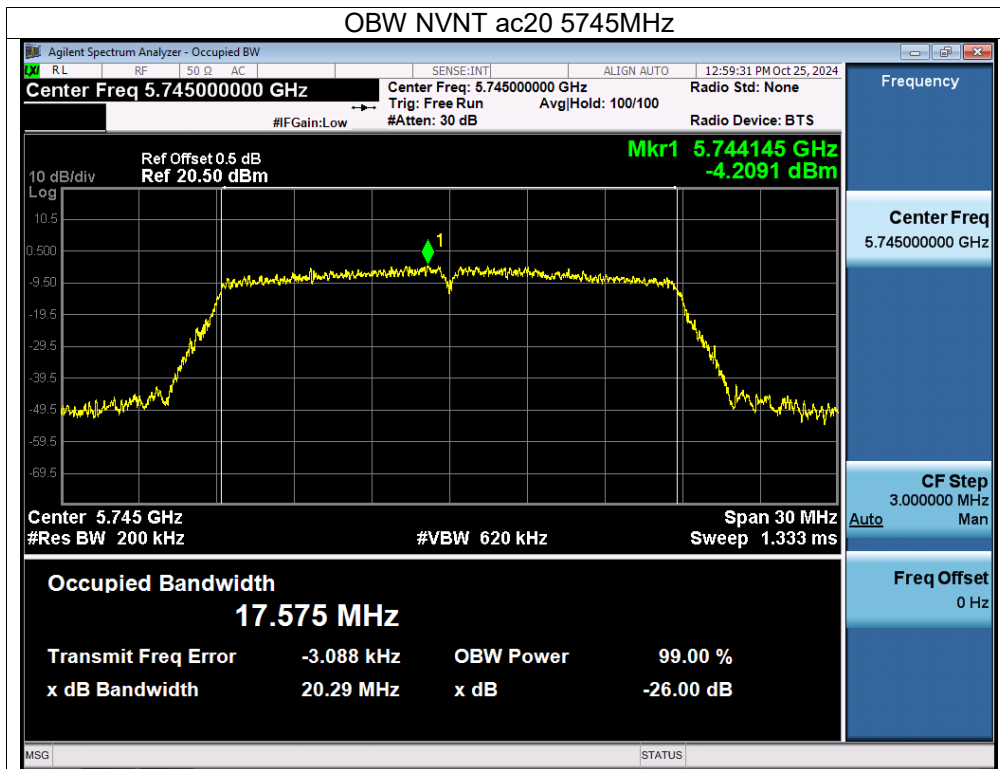 OBW NVNT ac20 5745MHz
Agilent Spectrum Analyzer - Occupied BW
LXI RL RF 50 Ω AC SENSE:INT ALIGN AUTO 12:59:31 PM Oct 25, 2024
Center Freq 5.745000000 GHz
Center Freq: 5.745000000 GHz Radio Std: None
Trig: Free Run Avg|Hold: 100/100
#IFGain:Low #Atten: 30 dB Radio Device: BTS
Frequency
Mkr1 5.744145 GHz
-4.2091 dBm
Ref Offset 0.5 dB
10 dB/div Ref 20.50 dBm
Log
10.5
0.500
-9.50
-19.5
-29.5
-39.5
-49.5
-59.5
-69.5
1
Center 5.745 GHz Span 30 MHz
#Res BW 200 kHz #VBW 620 kHz Sweep 1.333 ms
Center Freq
5.745000000 GHz
CF Step
3.000000 MHz
Auto Man
Freq Offset
0 Hz
Occupied Bandwidth
17.575 MHz
Transmit Freq Error -3.088 kHz OBW Power 99.00 %
x dB Bandwidth 20.29 MHz x dB -26.00 dB
MSG STATUS